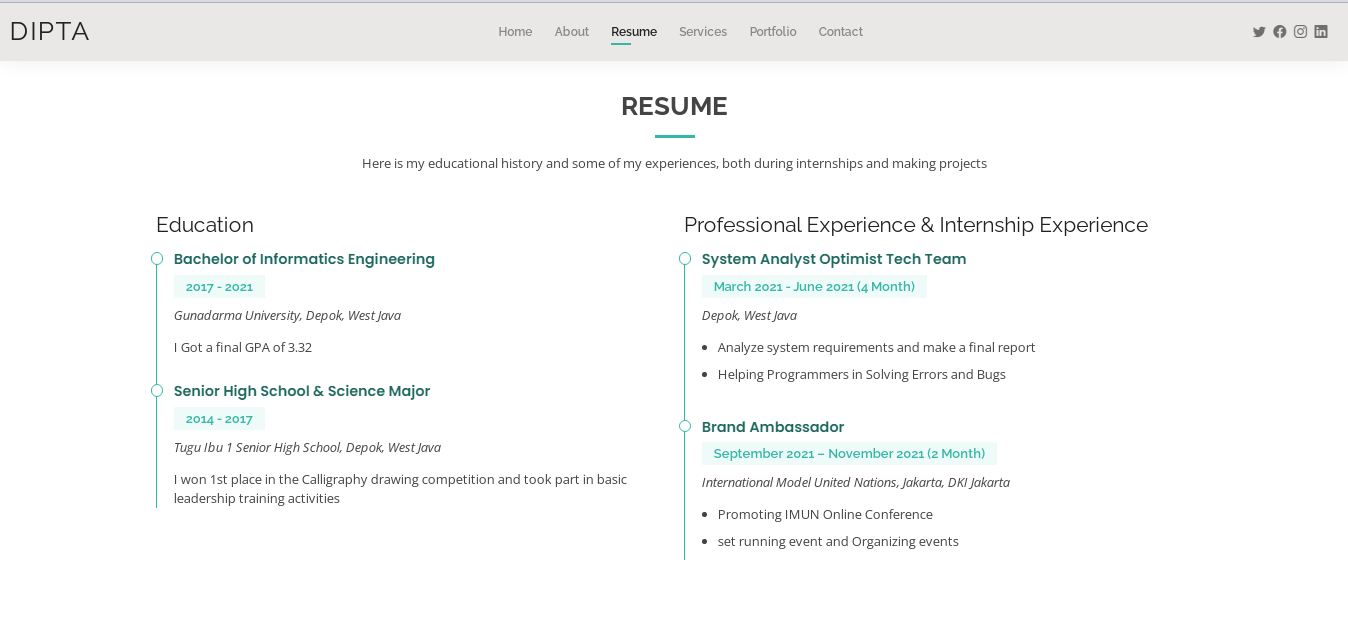 DIPTA
Home About Resume Services Portfolio Contact
RESUME
Here is my educational history and some of my experiences, both during internships and making projects
Education
Bachelor of Informatics Engineering
2017 - 2021
Gunadarma University, Depok, West Java
I Got a final GPA of 3.32
Senior High School & Science Major
2014 - 2017
Tugu Ibu 1 Senior High School, Depok, West Java
I won 1st place in the Calligraphy drawing competition and took part in basic
leadership training activities
Professional Experience & Internship Experience
System Analyst Optimist Tech Team
March 2021 - June 2021 (4 Month)
Depok, West Java
Analyze system requirements and make a final report
Helping Programmers in Solving Errors and Bugs
Brand Ambassador
September 2021 – November 2021 (2 Month)
International Model United Nations, Jakarta, DKI Jakarta
Promoting IMUN Online Conference
set running event and Organizing events